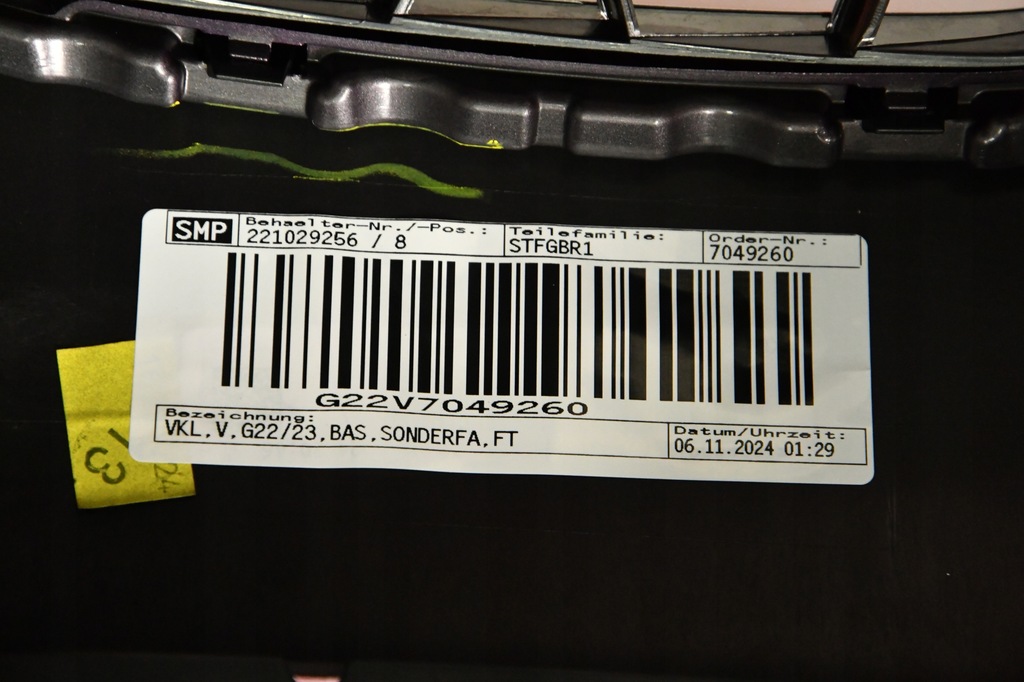 SMP Behaelter-Nr./-Pos.: Teilefamilie: Order-Nr.:
221029256 / 8 STFGBR1 7049260
G22V7049260
Bezeichnung: Datum/Uhrzeit:
VKL,V,G22/23,BAS,SONDERFA,FT 06.11.2024 01:29
24